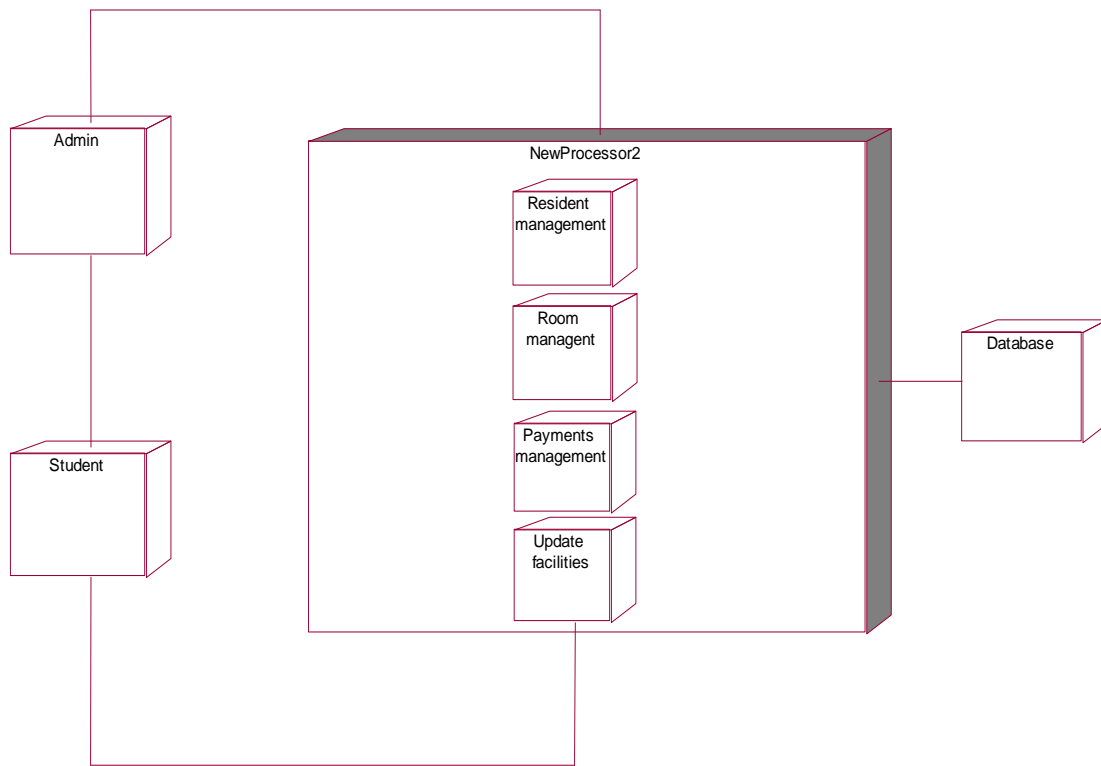 Admin
NewProcessor2
Resident
management
Room
managent
Database
Payments
management
Student
Update
facilities